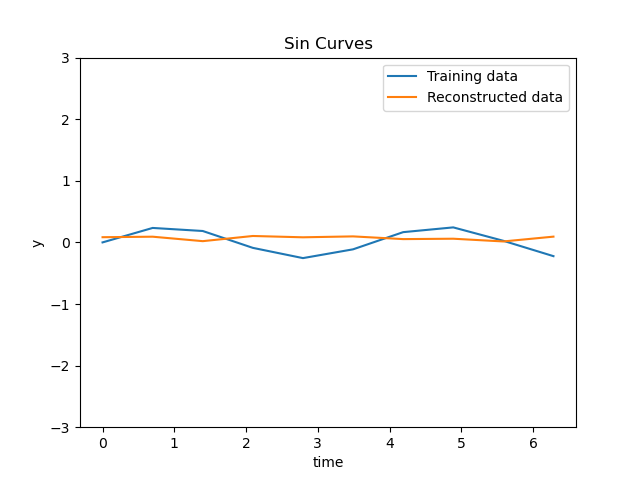 Sin Curves
Training data
Reconstructed data
3
2
1
0
−1
−2
−3
y
0 1 2 3 4 5 6
time